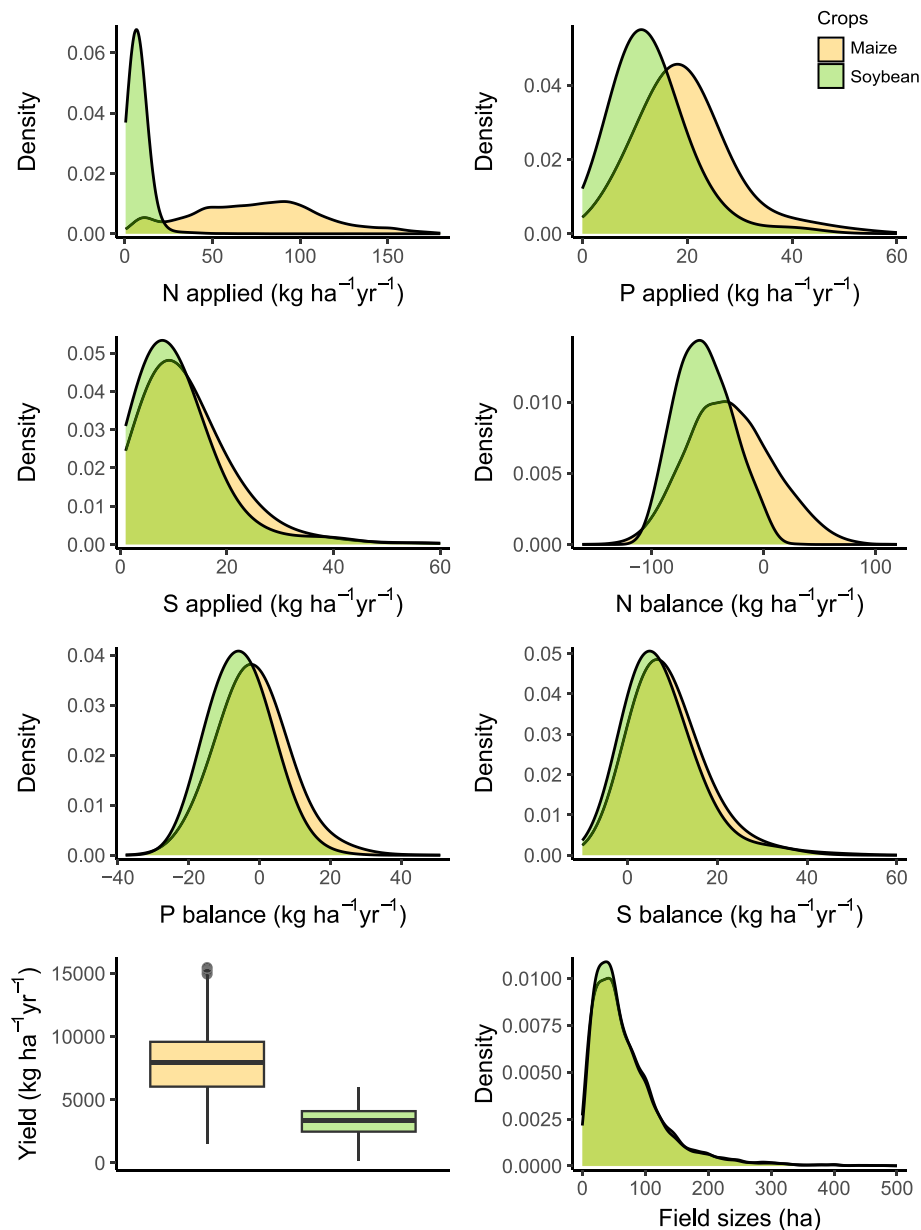 Crops
Maize
Soybean
Density
0.06
0.04
0.02
0.00
0 50 100 150
N applied (kg ha⁻¹yr⁻¹)
Density
0.04
0.02
0.00
0 20 40 60
P applied (kg ha⁻¹yr⁻¹)
Density
0.05
0.04
0.03
0.02
0.01
0.00
0 20 40 60
S applied (kg ha⁻¹yr⁻¹)
Density
0.010
0.005
0.000
−100 0 100
N balance (kg ha⁻¹yr⁻¹)
Density
0.04
0.03
0.02
0.01
0.00
−40 −20 0 20 40
P balance (kg ha⁻¹yr⁻¹)
Density
0.05
0.04
0.03
0.02
0.01
0.00
0 20 40 60
S balance (kg ha⁻¹yr⁻¹)
Yield (kg ha⁻¹yr⁻¹)
15000
10000
5000
0
Density
0.0100
0.0075
0.0050
0.0025
0.0000
0 100 200 300 400 500
Field sizes (ha)